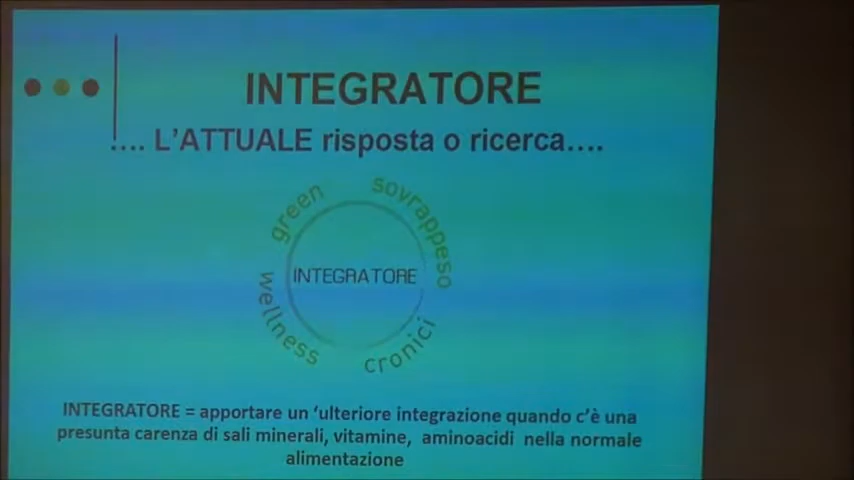 INTEGRATORE
.... L'ATTUALE risposta o ricerca....
green
sovrappeso
INTEGRATORE
wellness
cronici
INTEGRATORE = apportare un 'ulteriore integrazione quando c'è una
presunta carenza di sali minerali, vitamine, aminoacidi nella normale
alimentazione